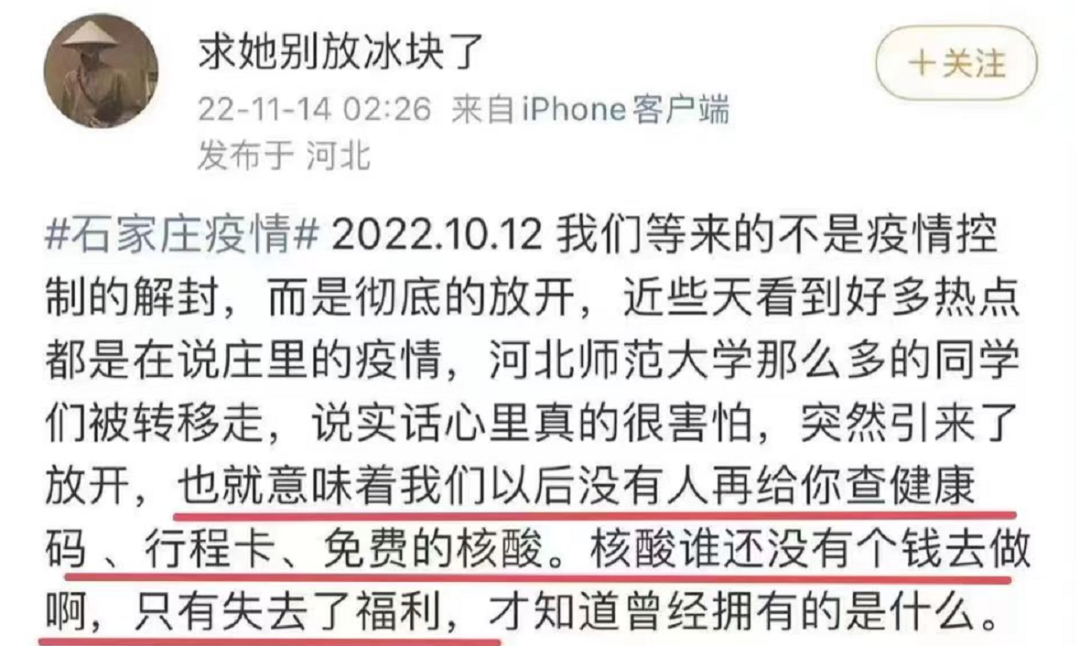 求她别放冰块了
+关注
22-11-14 02:26 来自iPhone客户端
发布于 河北
#石家庄疫情# 2022.10.12 我们等来的不是疫情控
制的解封，而是彻底的放开，近些天看到好多热点
都是在说庄里的疫情，河北师范大学那么多的同学
们被转移走，说实话心里真的很害怕，突然引来了
放开，也就意味着我们以后没有人再给你查健康
码、行程卡、免费的核酸。核酸谁还没有个钱去做
啊，只有失去了福利，才知道曾经拥有的是什么。